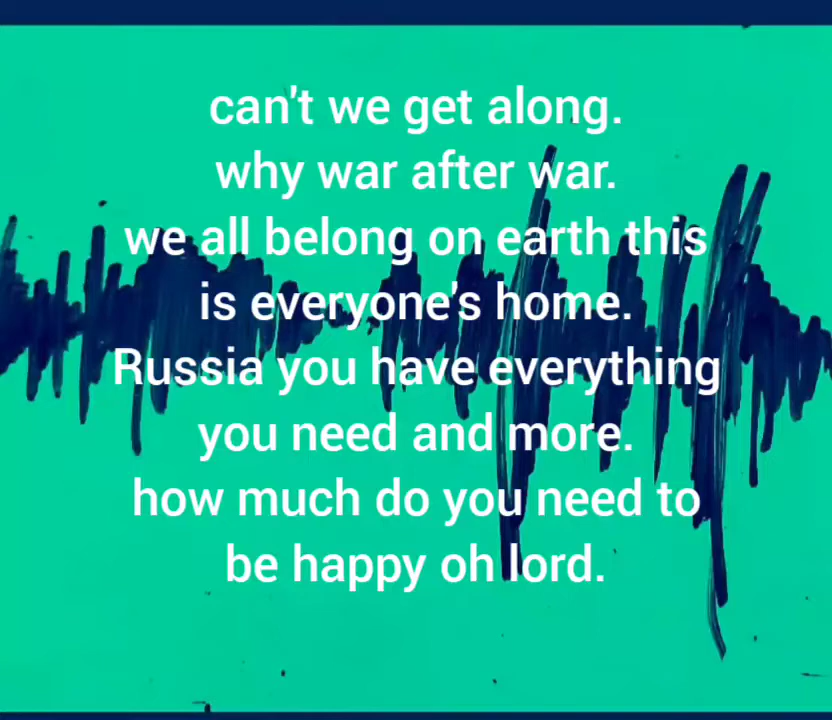 can't we get along.
why war after war.
we all belong on earth this
is everyone's home.
Russia you have everything
you need and more.
how much do you need to
be happy oh lord.